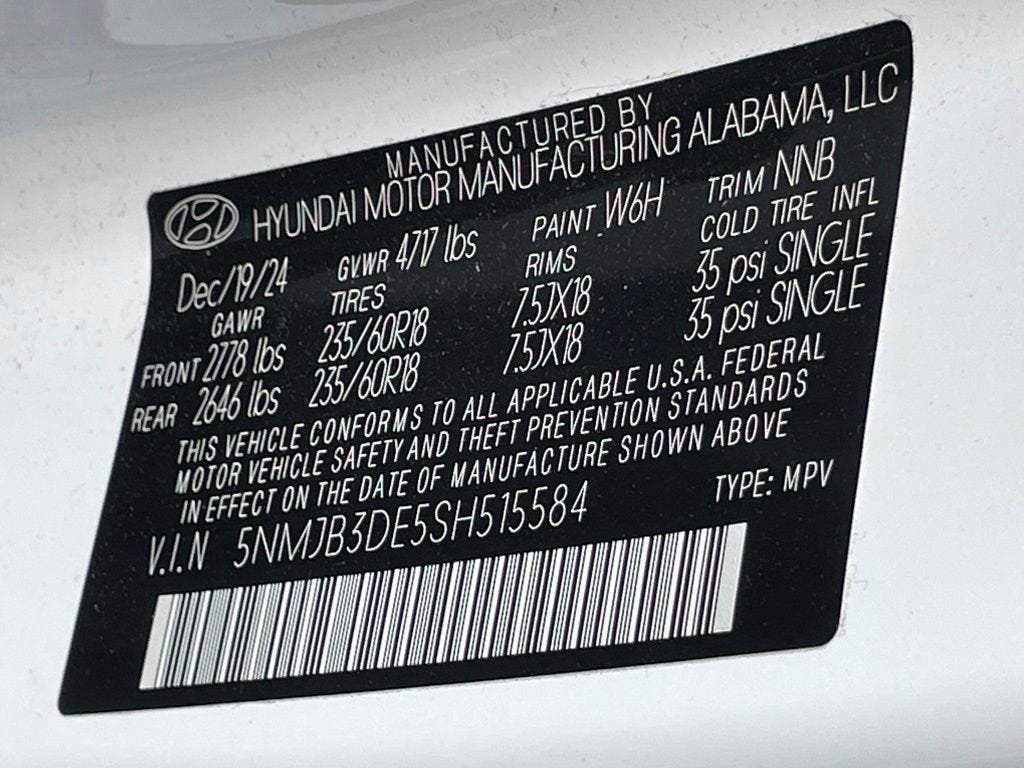 MANUFACTURED BY
HYUNDAI MOTOR MANUFACTURING ALABAMA, LLC
Dec/19/24 GVWR 4717 lbs PAINT W6H TRIM NNB
GAWR TIRES RIMS COLD TIRE INFL
FRONT 2778 lbs 235/60R18 7.5JX18 35 psi SINGLE
REAR 2646 lbs 235/60R18 7.5JX18 35 psi SINGLE
THIS VEHICLE CONFORMS TO ALL APPLICABLE U.S.A. FEDERAL
MOTOR VEHICLE SAFETY AND THEFT PREVENTION STANDARDS
IN EFFECT ON THE DATE OF MANUFACTURE SHOWN ABOVE
V.I.N 5NMJB3DE5SH515584 TYPE: MPV